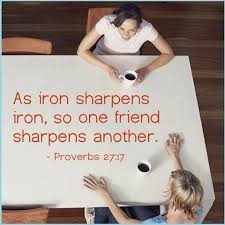 As iron sharpens
iron, so one friend
sharpens another.
- Proverbs 27:17